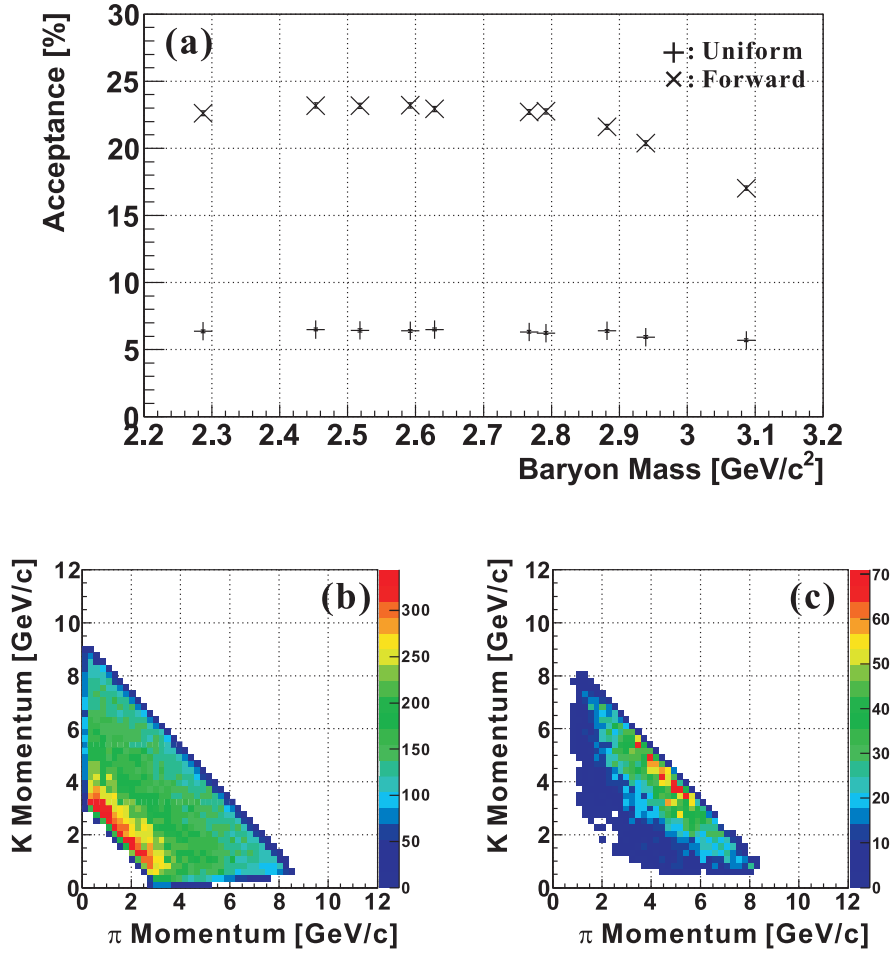 Acceptance [%]
30
25
20
15
10
5
0
(a)
+: Uniform
×: Forward
2.2 2.3 2.4 2.5 2.6 2.7 2.8 2.9 3 3.1 3.2
Baryon Mass [GeV/c²]
K Momentum [GeV/c]
12
10
8
6
4
2
0
(b)
300
250
200
150
100
50
0
0 2 4 6 8 10 12
π Momentum [GeV/c]
K Momentum [GeV/c]
12
10
8
6
4
2
0
(c)
70
60
50
40
30
20
10
0
0 2 4 6 8 10 12
π Momentum [GeV/c]